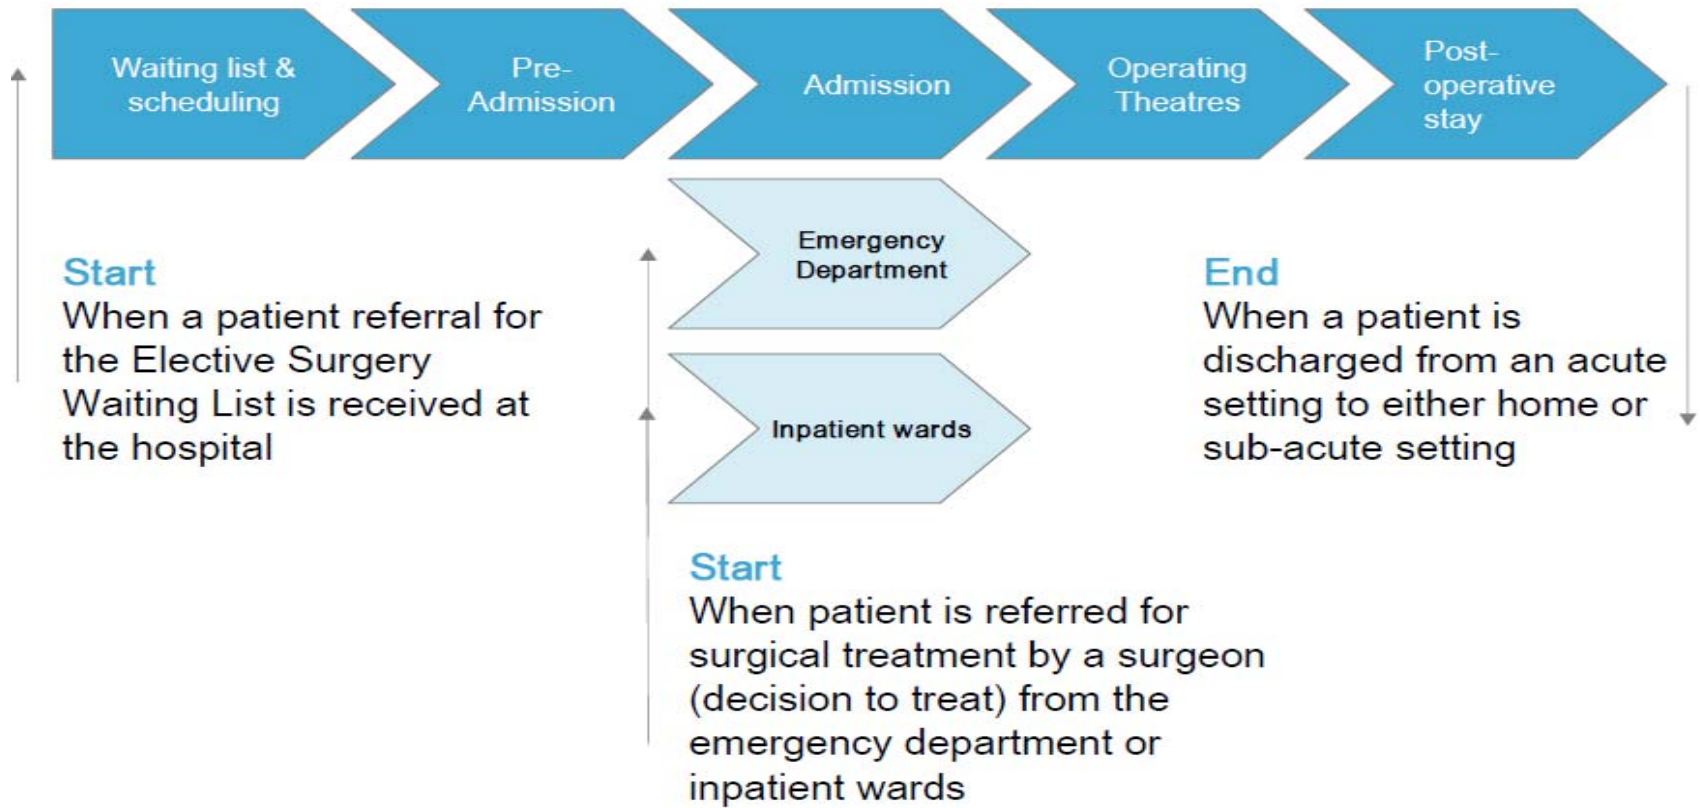 Waiting list &
scheduling
Pre-
Admission
Admission
Operating
Theatres
Post-
operative
stay
Emergency
Department
Inpatient wards
Start
When a patient referral for
the Elective Surgery
Waiting List is received at
the hospital
Start
When patient is referred for
surgical treatment by a surgeon
(decision to treat) from the
emergency department or
inpatient wards
End
When a patient is
discharged from an acute
setting to either home or
sub-acute setting